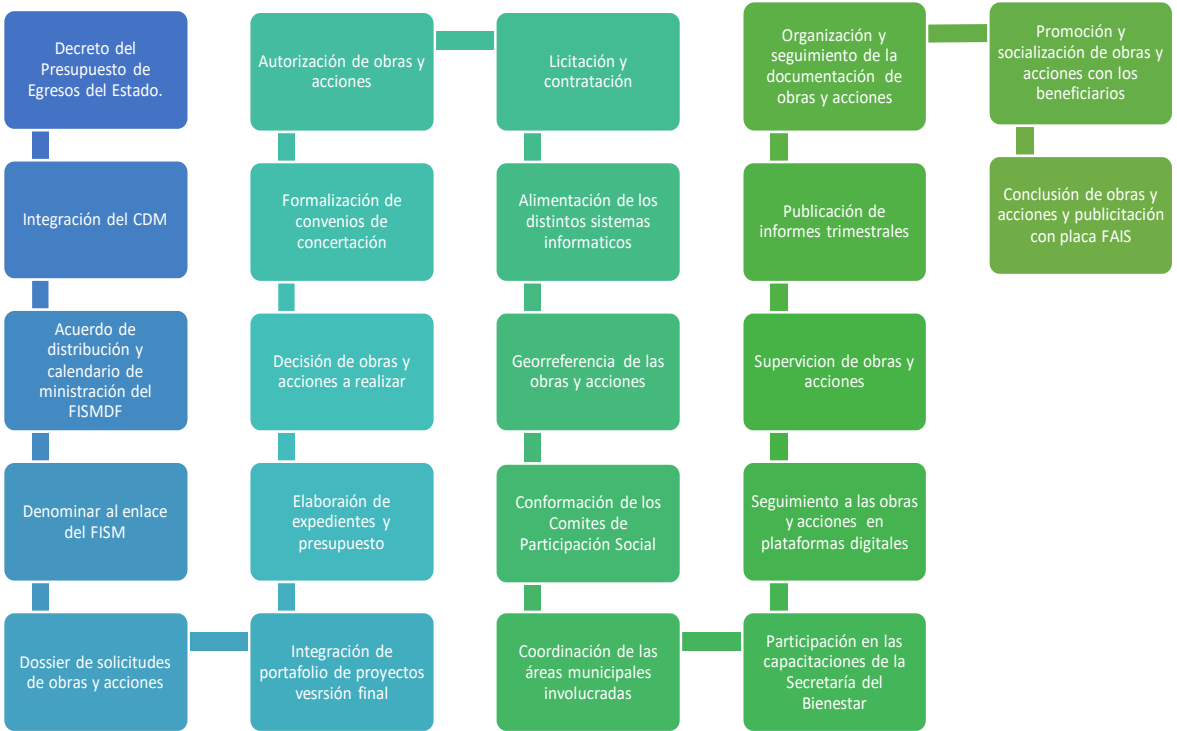 Decreto del
Presupuesto de
Egresos del Estado.
Integración del CDM
Acuerdo de
distribución y
calendario de
ministración del
FISMDF
Denominar al enlace
del FISM
Dossier de solicitudes
de obras y acciones
Integración de
portafolio de proyectos
vesrsión final
Elaboraión de
expedientes y
presupuesto
Decisión de obras y
acciones a realizar
Formalización de
convenios de
concertación
Autorización de obras y
acciones
Licitación y
contratación
Alimentación de los
distintos sistemas
informaticos
Georreferencia de las
obras y acciones
Conformación de los
Comites de
Participación Social
Coordinación de las
áreas municipales
involucradas
Participación en las
capacitaciones de la
Secretaría del
Bienestar
Seguimiento a las obras
y acciones en
plataformas digitales
Supervicion de obras y
acciones
Publicación de
informes trimestrales
Organización y
seguimiento de la
documentación de
obras y acciones
Promoción y
socialización de obras y
acciones con los
beneficiarios
Conclusión de obras y
acciones y publicitación
con placa FAIS